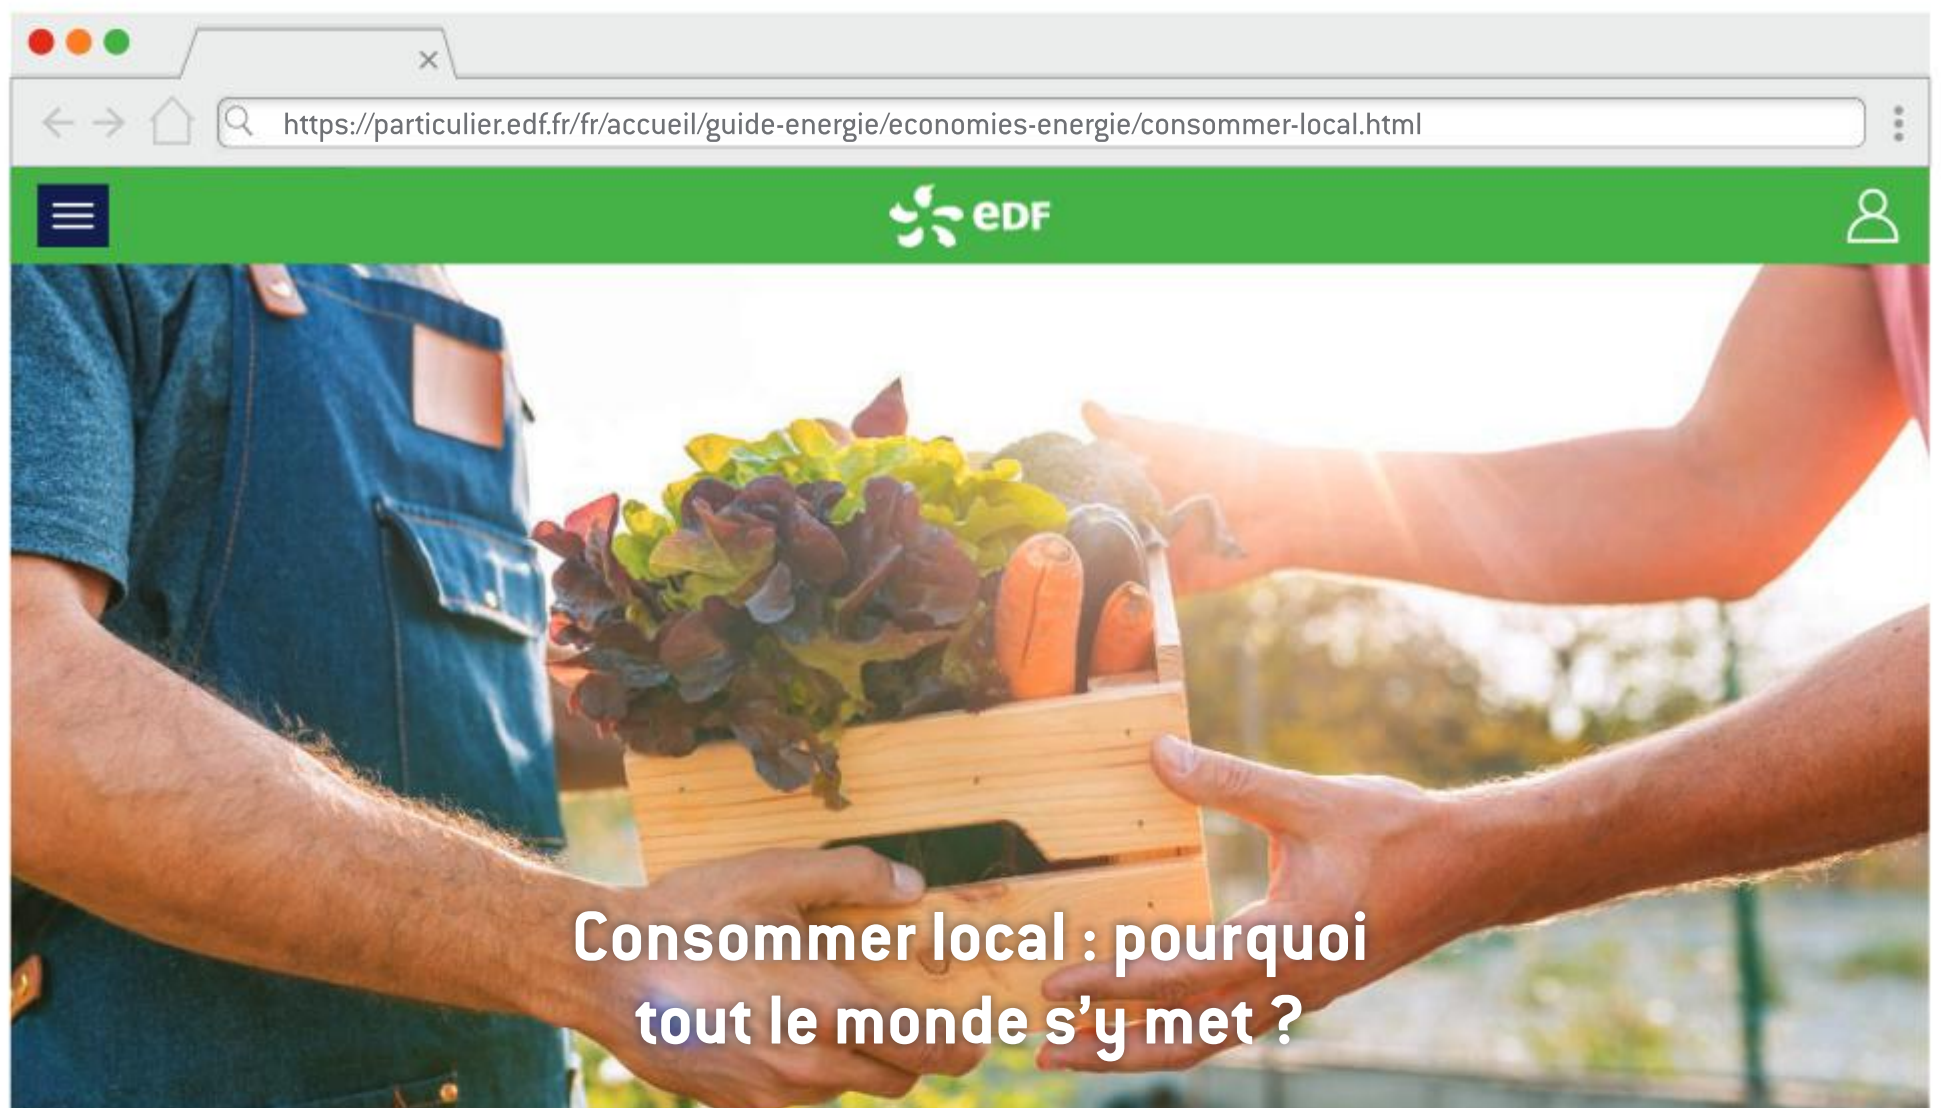 https://particulier.edf.fr/fr/accueil/guide-energie/economies-energie/consommer-local.html
eDF
Consommer local : pourquoi
tout le monde s’y met ?